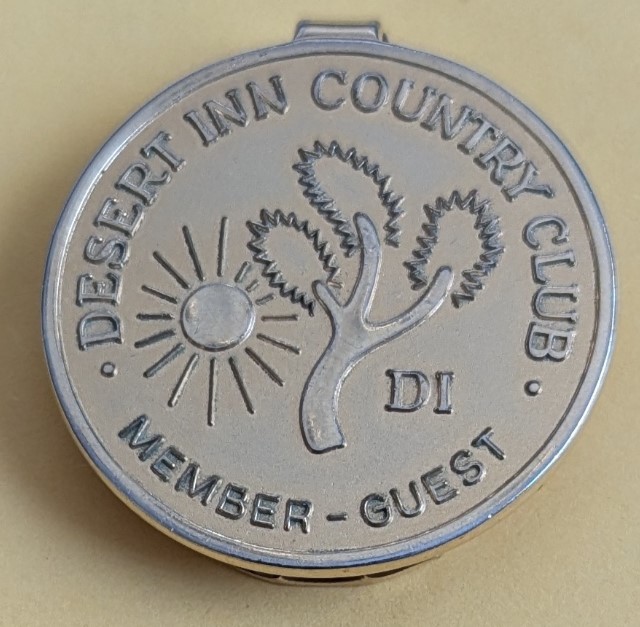 DESERT INN COUNTRY CLUB
DI
MEMBER - GUEST